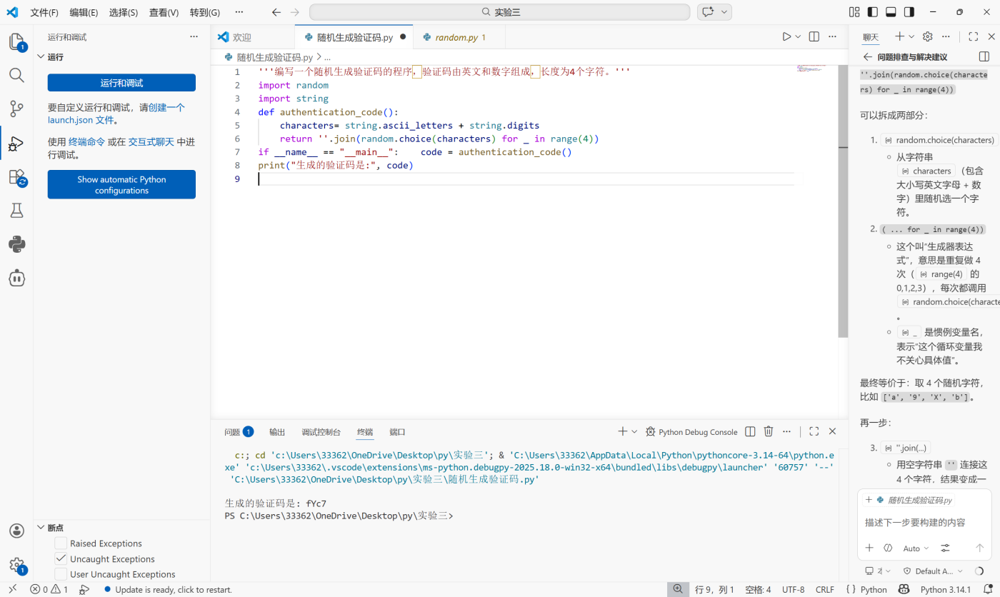 文件(F) 编辑(E) 选择(S) 查看(V) 转到(G) ··· 实验三
运行和调试 ···
运行
运行和调试
要自定义运行和调试，请创建一个
launch.json 文件。
使用 终端命令 或在 交互式聊天 中进
行调试。
Show automatic Python
configurations
断点
Raised Exceptions
Uncaught Exceptions
User Uncaught Exceptions
欢迎 随机生成验证码.py random.py 1
随机生成验证码.py > ...
1 '''编写一个随机生成验证码的程序，验证码由英文和数字组成，长度为4个字符。'''
2 import random
3 import string
4 def authentication_code():
5     characters= string.ascii_letters + string.digits
6     return ''.join(random.choice(characters) for _ in range(4))
7 if __name__ == "__main__":    code = authentication_code()
8 print("生成的验证码是:", code)
9
问题 1 输出 调试控制台 终端 端口 Python Debug Console
c:; cd 'c:\Users\33362\OneDrive\Desktop\py\实验三'; & 'C:\Users\33362\AppData\Local\Python\pythoncore-3.14-64\python.e
xe' 'c:\Users\33362\.vscode\extensions\ms-python.debugpy-2025.18.0-win32-x64\bundled\libs\debugpy\launcher' '60757' '--'
'C:\Users\33362\OneDrive\Desktop\py\实验三\随机生成验证码.py'
生成的验证码是: fYc7
PS C:\Users\33362\OneDrive\Desktop\py\实验三>
聊天
问题排查与解决建议
''.join(random.choice(characte
rs) for _ in range(4))
可以拆成两部分：
1. random.choice(characters)
从字符串
characters （包含
大小写英文字母 + 数
字）里随机选一个字
符。
2. ( ... for _ in range(4))
这个叫“生成器表达
式”，意思是重复做 4
次（ range(4) 的
0,1,2,3），每次都调用
random.choice(characte
。
_ 是惯例变量名，
表示“这个循环变量我
不关心具体值”。
最终等价于：取 4 个随机字符，
比如 ['a', '9', 'X', 'b']。
再一步：
3. ''.join(...)
用空字符串 '' 连接这
4 个字符，结果变成一
随机生成验证码.py
描述下一步要构建的内容
Auto
Default A...
0 1 Update is ready, click to restart. 行 9，列 1 空格: 4 UTF-8 CRLF { } Python Python 3.14.1